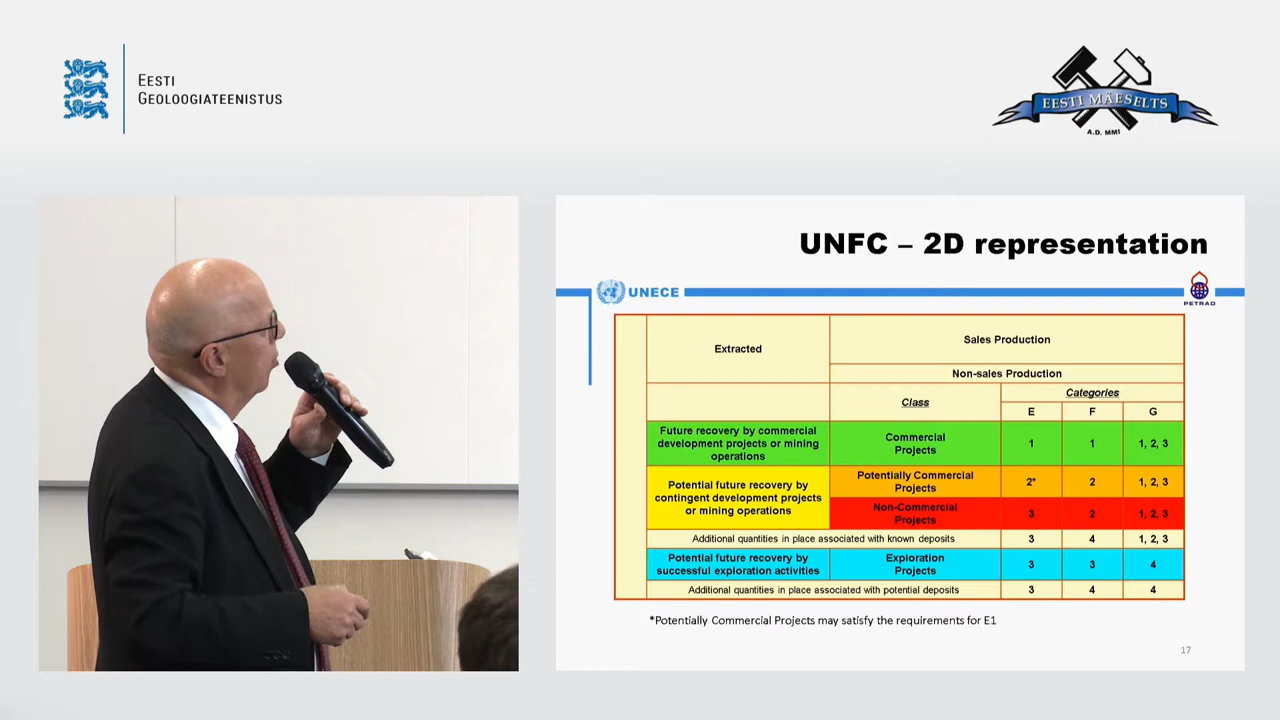 EESTI
GEOLOOGIATEENISTUS
EESTI MÄESELTS
A.D. MMI
UNFC – 2D representation
UNECE
PETRAD
Extracted
Sales Production
Non-sales Production
Class
Categories
E F G
Future recovery by commercial
development projects or mining
operations
Commercial
Projects
1 1 1, 2, 3
Potential future recovery by
contingent development projects
or mining operations
Potentially Commercial
Projects
2* 2 1, 2, 3
Non-Commercial
Projects
3 2 1, 2, 3
Additional quantities in place associated with known deposits 3 4 1, 2, 3
Potential future recovery by
successful exploration activities
Exploration
Projects
3 3 4
Additional quantities in place associated with potential deposits 3 4 4
*Potentially Commercial Projects may satisfy the requirements for E1
17